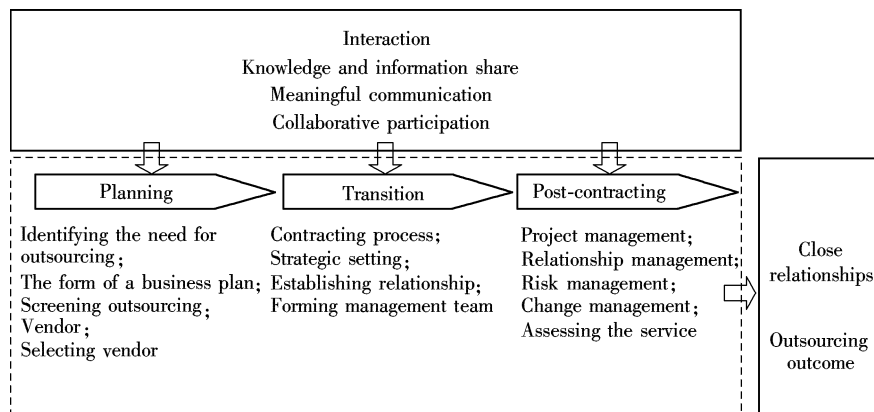 Interaction
Knowledge and information share
Meaningful communication
Collaborative participation
Planning
Identifying the need for
outsourcing;
The form of a business plan;
Screening outsourcing;
Vendor;
Selecting vendor
Transition
Contracting process;
Strategic setting;
Establishing relationship;
Forming management team
Post-contracting
Project management;
Relationship management;
Risk management;
Change management;
Assessing the service
Close
relationships
Outsourcing
outcome